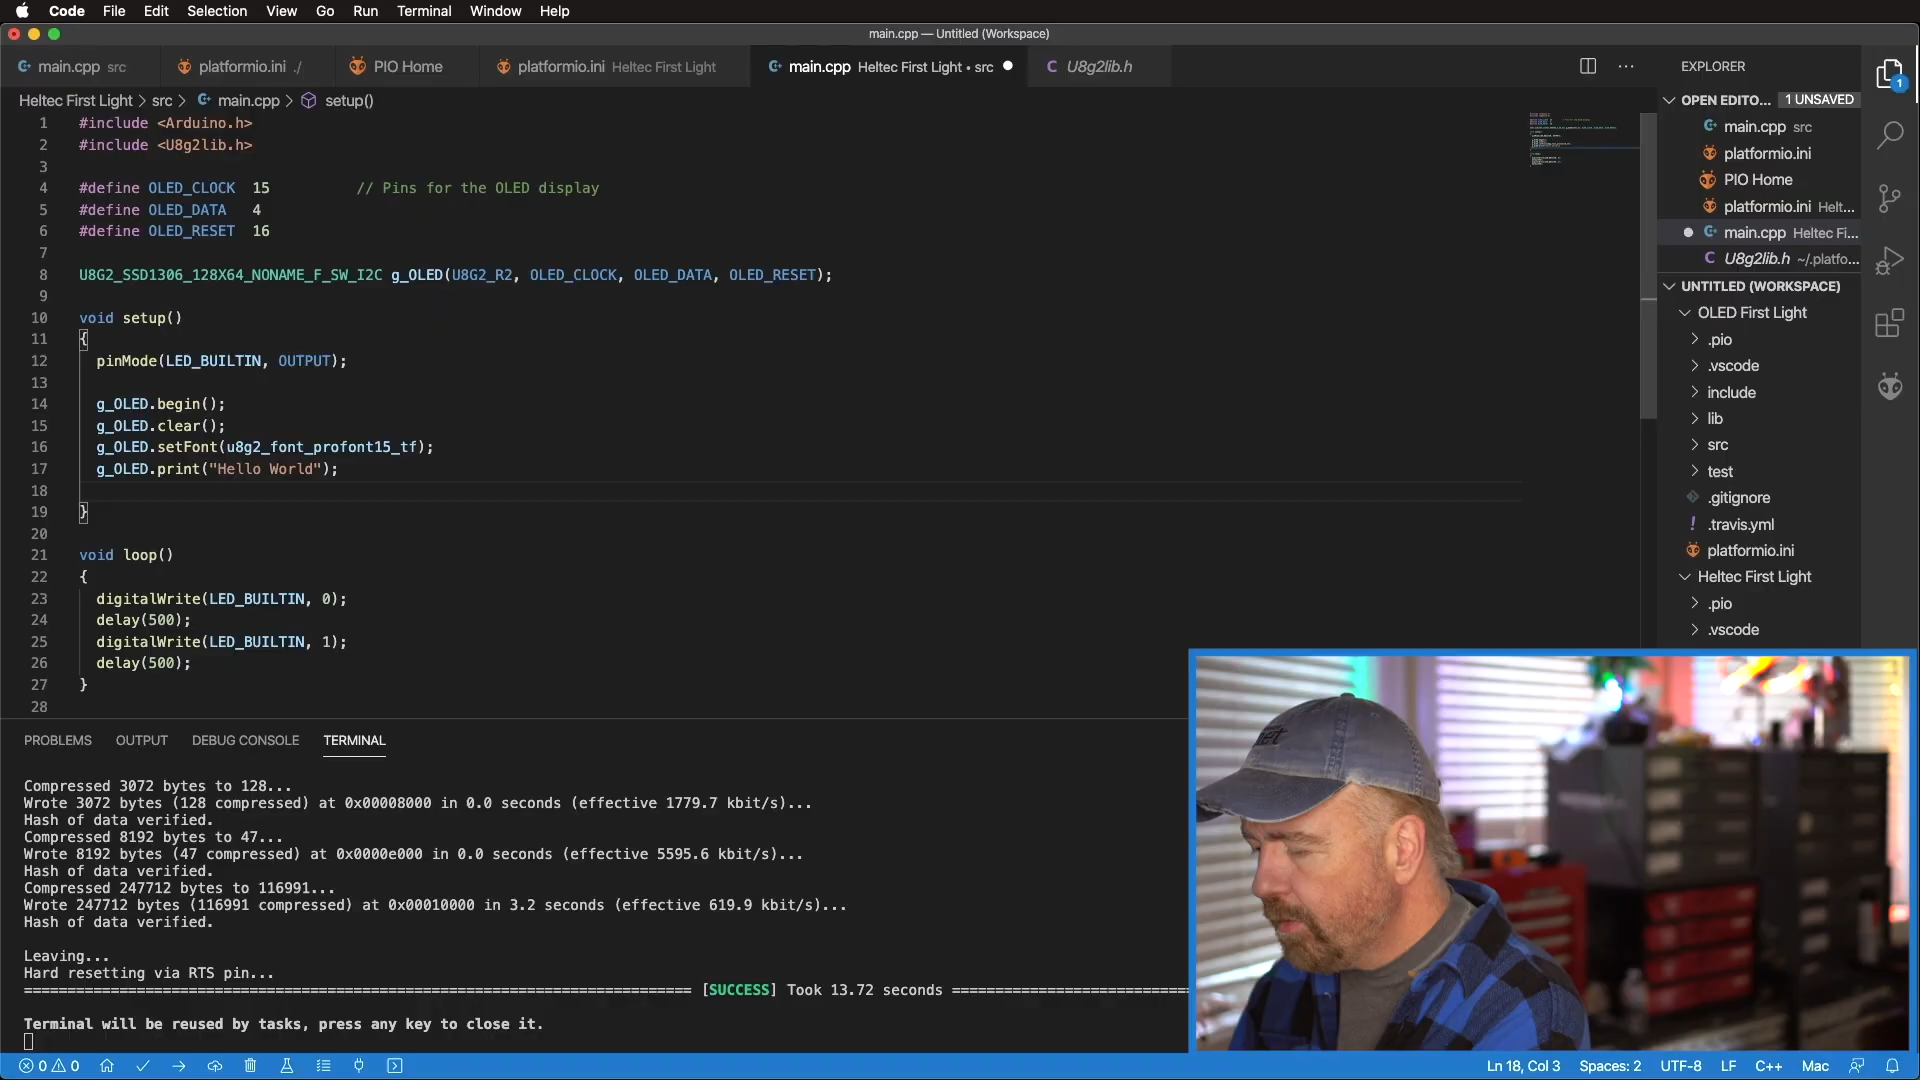 Code File Edit Selection View Go Run Terminal Window Help
main.cpp — Untitled (Workspace)
main.cpp src platformio.ini ./ PIO Home platformio.ini Heltec First Light main.cpp Heltec First Light • src U8g2lib.h
Heltec First Light > src > main.cpp > setup()
1 #include <Arduino.h>
2 #include <U8g2lib.h>
3
4 #define OLED_CLOCK 15 // Pins for the OLED display
5 #define OLED_DATA 4
6 #define OLED_RESET 16
7
8 U8G2_SSD1306_128X64_NONAME_F_SW_I2C g_OLED(U8G2_R2, OLED_CLOCK, OLED_DATA, OLED_RESET);
9
10 void setup()
11 {
12 pinMode(LED_BUILTIN, OUTPUT);
13
14 g_OLED.begin();
15 g_OLED.clear();
16 g_OLED.setFont(u8g2_font_profont15_tf);
17 g_OLED.print("Hello World");
18
19 }
20
21 void loop()
22 {
23 digitalWrite(LED_BUILTIN, 0);
24 delay(500);
25 digitalWrite(LED_BUILTIN, 1);
26 delay(500);
27 }
28
PROBLEMS OUTPUT DEBUG CONSOLE TERMINAL
Compressed 3072 bytes to 128...
Wrote 3072 bytes (128 compressed) at 0x00008000 in 0.0 seconds (effective 1779.7 kbit/s)...
Hash of data verified.
Compressed 8192 bytes to 47...
Wrote 8192 bytes (47 compressed) at 0x0000e000 in 0.0 seconds (effective 5595.6 kbit/s)...
Hash of data verified.
Compressed 247712 bytes to 116991...
Wrote 247712 bytes (116991 compressed) at 0x00010000 in 3.2 seconds (effective 619.9 kbit/s)...
Hash of data verified.
Leaving...
Hard resetting via RTS pin...
[SUCCESS] Took 13.72 seconds
Terminal will be reused by tasks, press any key to close it.
EXPLORER
1
OPEN EDITO... 1 UNSAVED
main.cpp src
platformio.ini
PIO Home
platformio.ini Helt...
main.cpp Heltec Fi...
U8g2lib.h ~/.platfo...
UNTITLED (WORKSPACE)
OLED First Light
.pio
.vscode
include
lib
src
test
.gitignore
.travis.yml
platformio.ini
Heltec First Light
.pio
.vscode
0 0 Ln 18, Col 3 Spaces: 2 UTF-8 LF C++ Mac